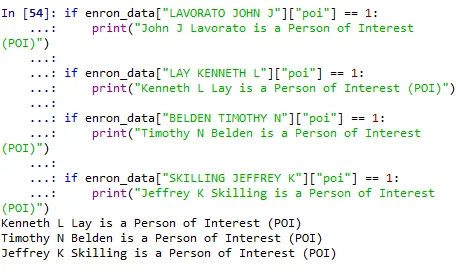 In [54]: if enron_data["LAVORATO JOHN J"]["poi"] == 1:
    ...:     print("John J Lavorato is a Person of Interest
(POI)")
    ...:
    ...: if enron_data["LAY KENNETH L"]["poi"] == 1:
    ...:     print("Kenneth L Lay is a Person of Interest (POI)")
    ...:
    ...: if enron_data["BELDEN TIMOTHY N"]["poi"] == 1:
    ...:     print("Timothy N Belden is a Person of Interest
(POI)")
    ...:
    ...: if enron_data["SKILLING JEFFREY K"]["poi"] == 1:
    ...:     print("Jeffrey K Skilling is a Person of Interest
(POI)")
Kenneth L Lay is a Person of Interest (POI)
Timothy N Belden is a Person of Interest (POI)
Jeffrey K Skilling is a Person of Interest (POI)